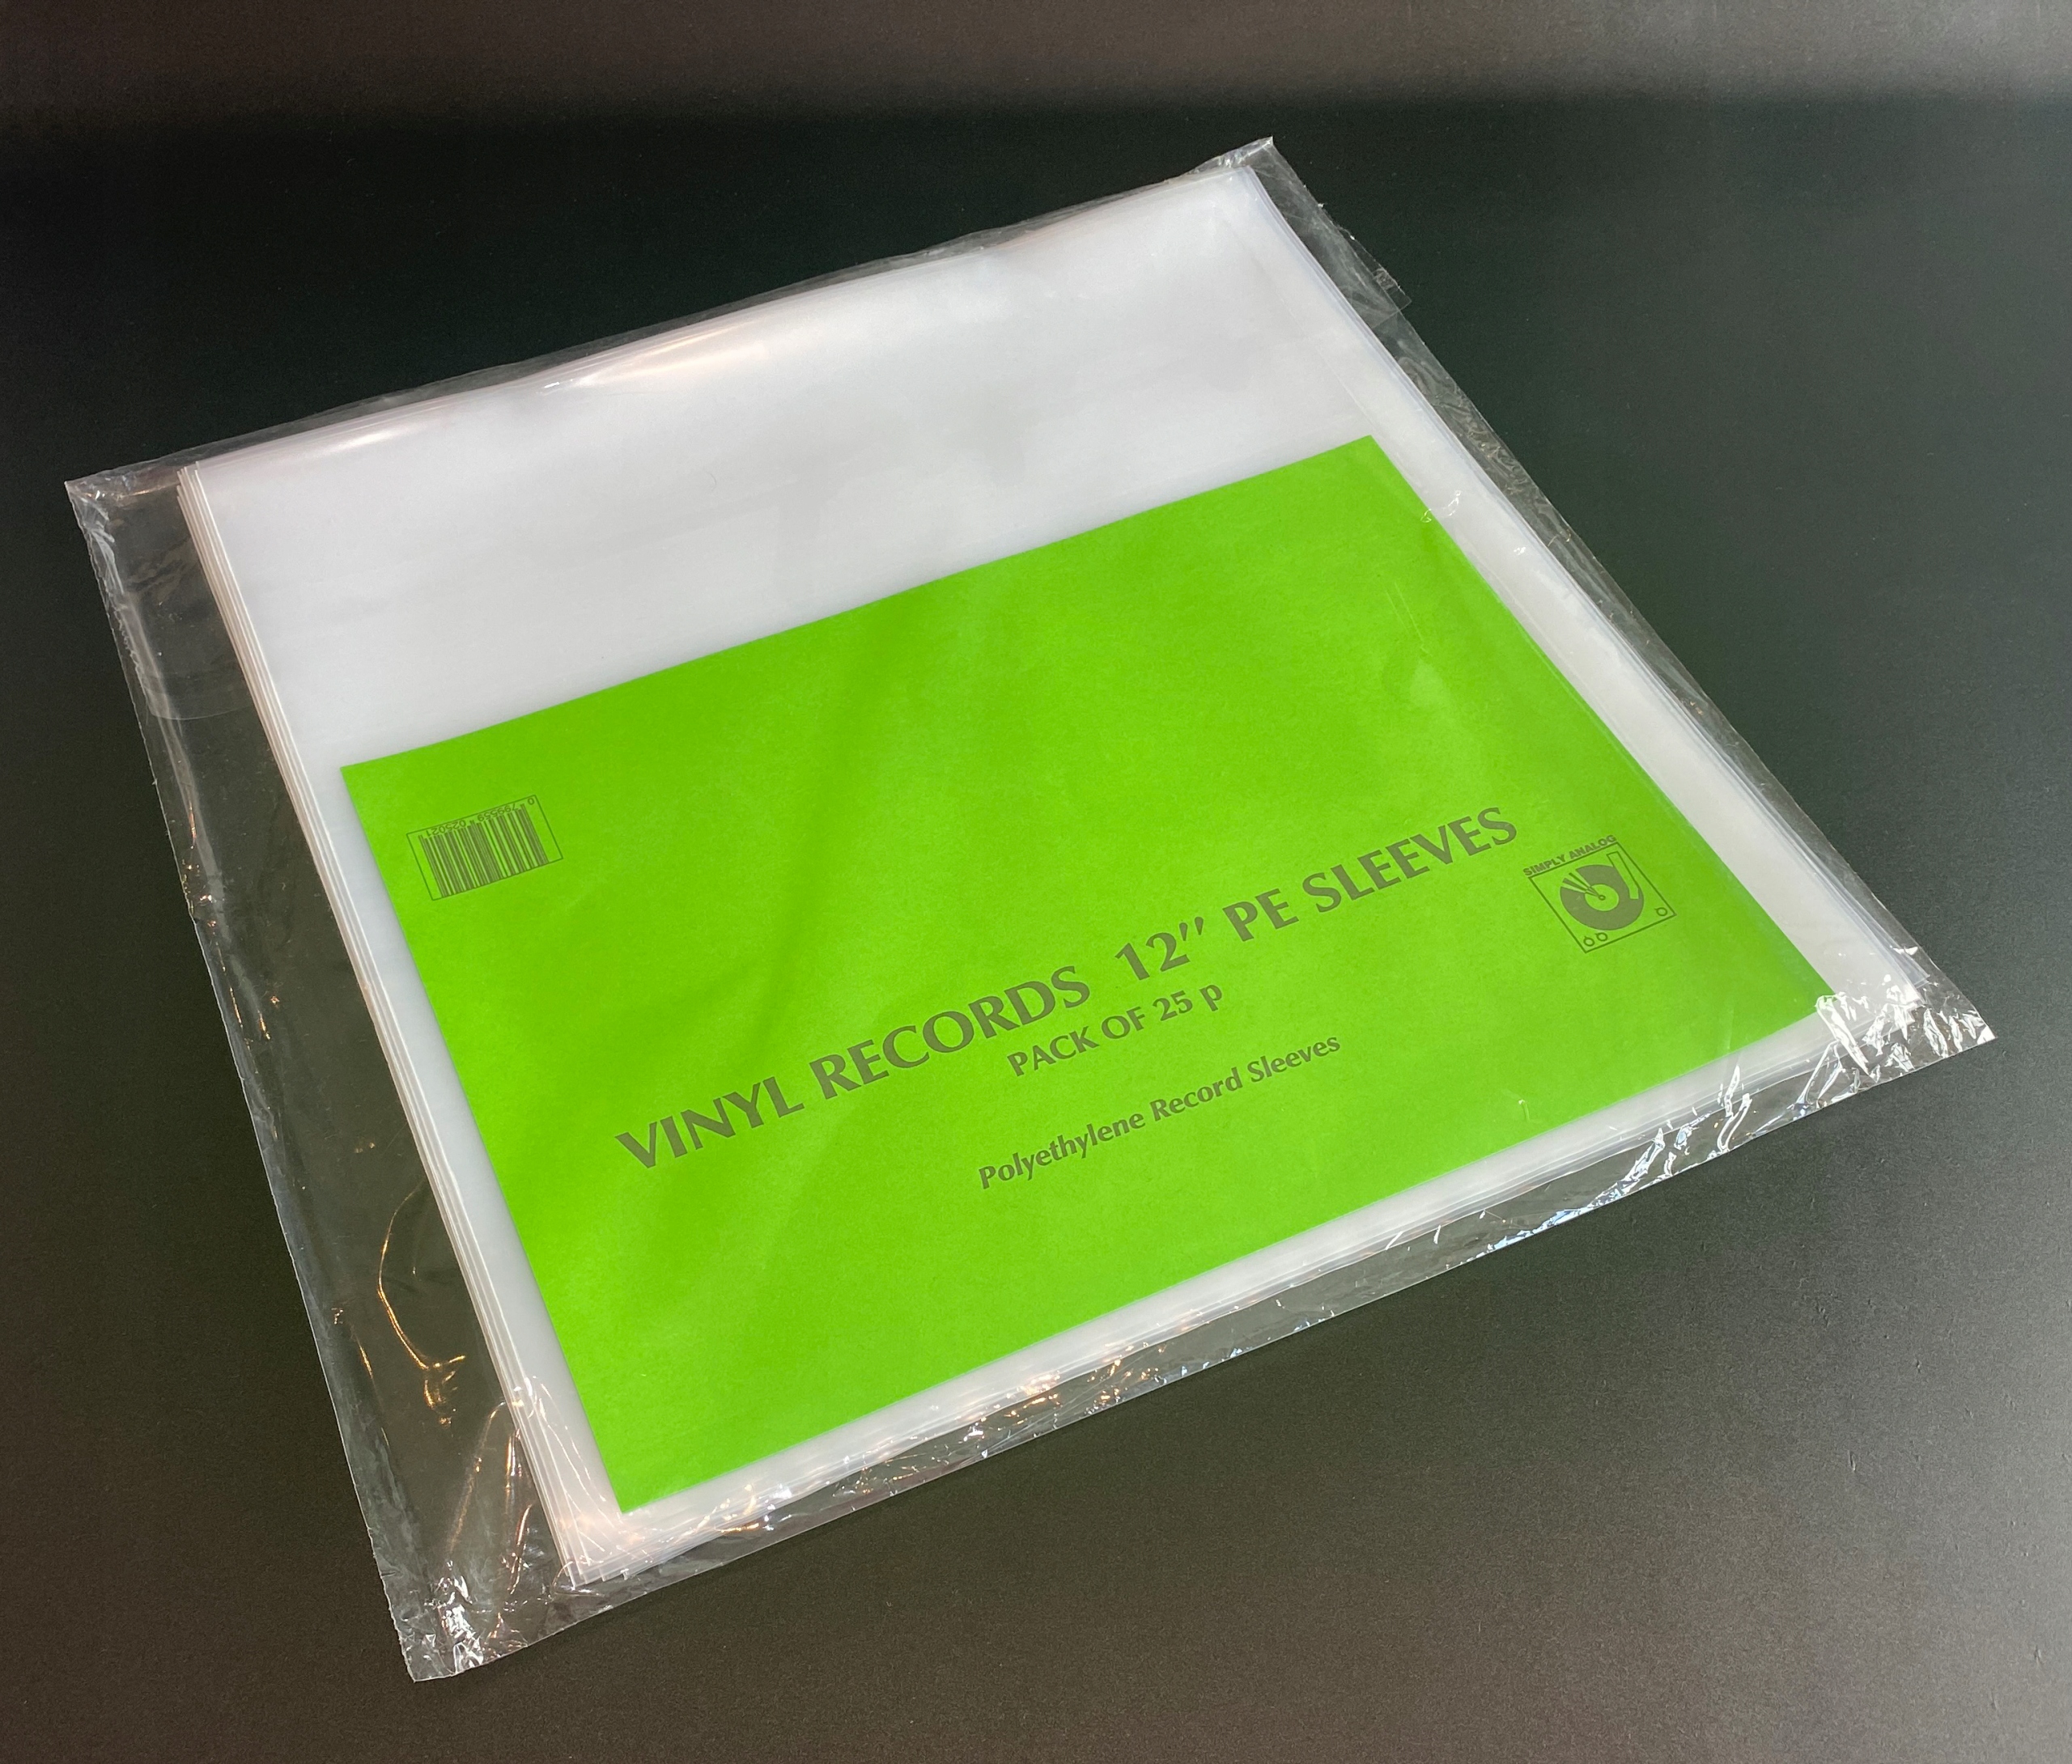 VINYL RECORDS 12" PE SLEEVES
PACK OF 25 p
Polyethylene Record Sleeves
SIMPLY ANALOG